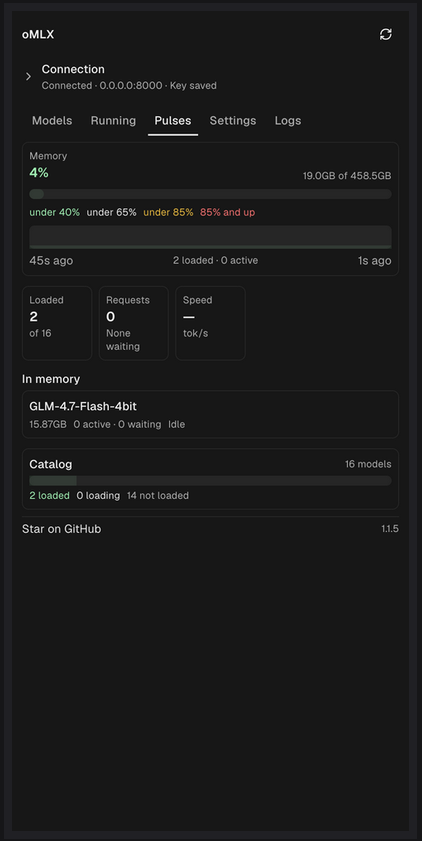 oMLX
Connection
Connected · 0.0.0.0:8000 · Key saved
Models Running Pulses Settings Logs
Memory
4%
19.0GB of 458.5GB
under 40% under 65% under 85% 85% and up
45s ago 2 loaded · 0 active 1s ago
Loaded
2
of 16
Requests
0
None
waiting
Speed
—
tok/s
In memory
GLM-4.7-Flash-4bit
15.87GB 0 active · 0 waiting Idle
Catalog 16 models
2 loaded 0 loading 14 not loaded
Star on GitHub 1.1.5